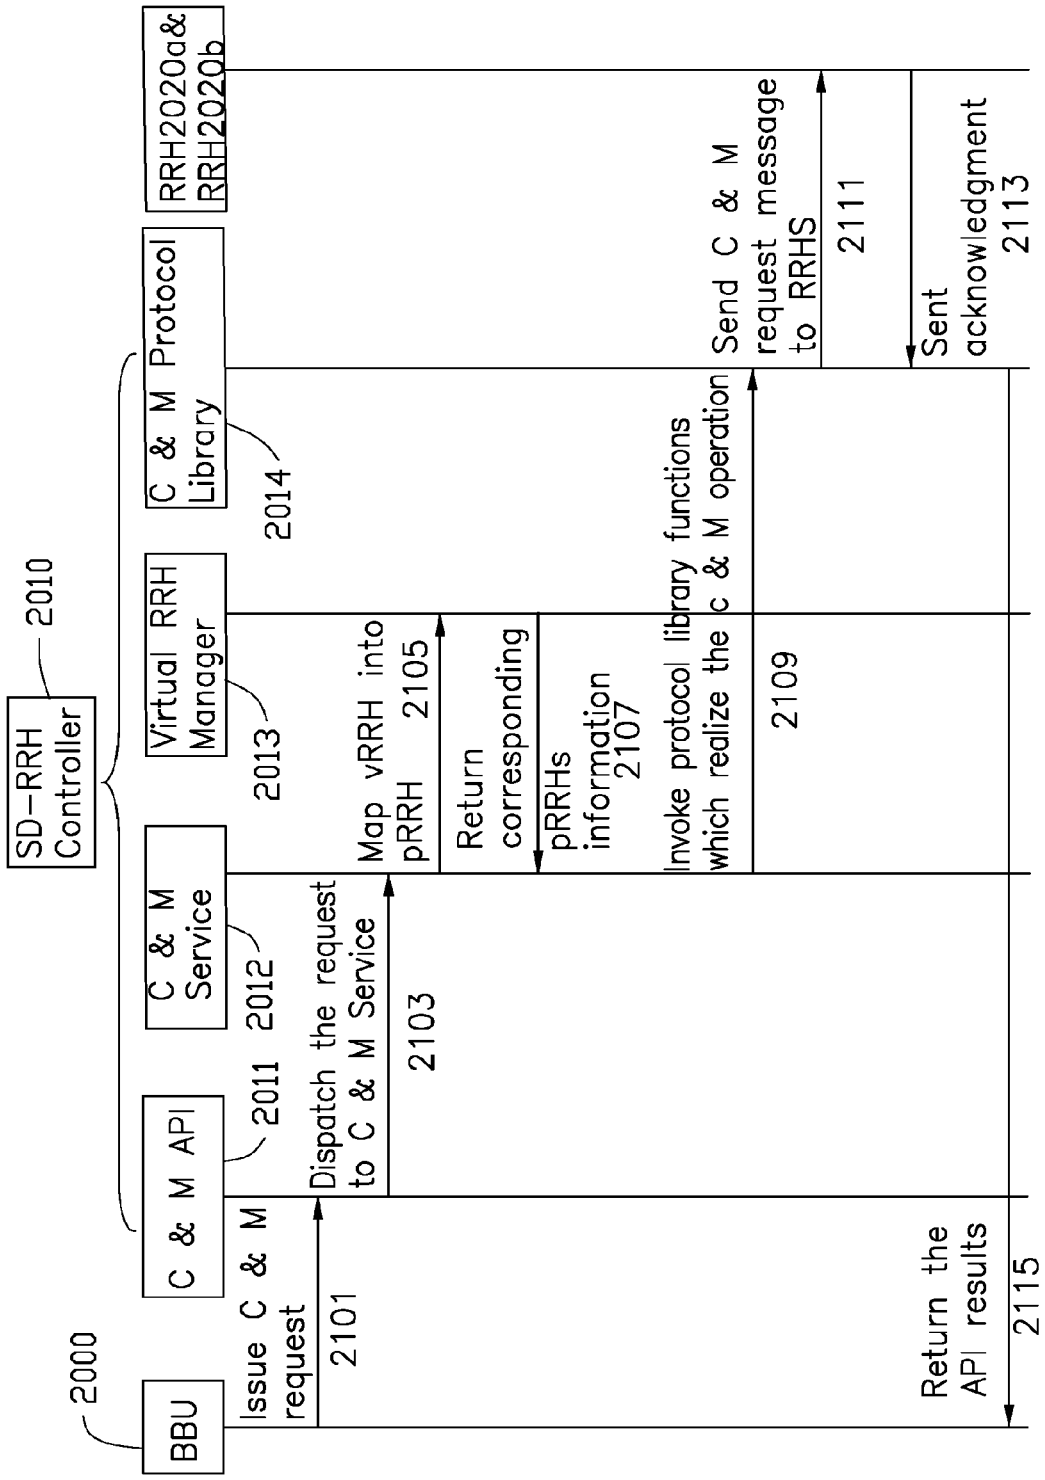 SD-RRH
Controller
2010
BBU
2000
C & M API
2011
C & M
Service
2012
Virtual RRH
Manager
2013
C & M Protocol
Library
2014
RRH2020a&
RRH2020b
Issue C & M
request
2101
Dispatch the request
to C & M Service
2103
Map vRRH into
pRRH 2105
Return
corresponding
pRRHs
information
2107
Invoke protocol library functions
which realize the c & M operation
2109
Send C & M
request message
to RRHS
2111
Sent
acknowledgment
2113
Return the
API results
2115